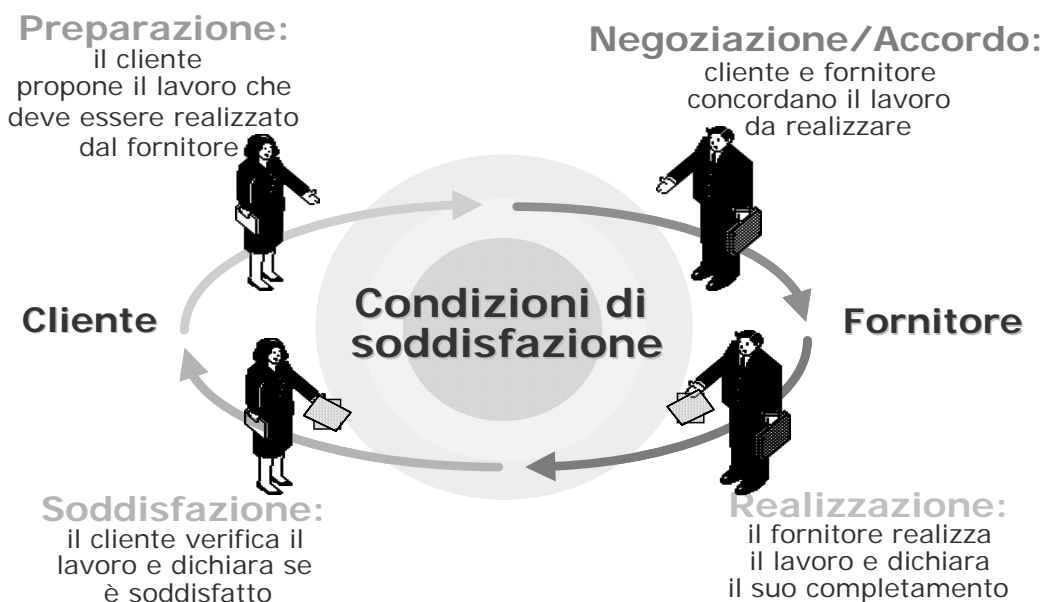 Preparazione:
il cliente
propone il lavoro che
deve essere realizzato
dal fornitore
Negoziazione/Accordo:
cliente e fornitore
concordano il lavoro
da realizzare
Cliente
Condizioni di
soddisfazione
Fornitore
Soddisfazione:
il cliente verifica il
lavoro e dichiara se
è soddisfatto
Realizzazione:
il fornitore realizza
il lavoro e dichiara
il suo completamento